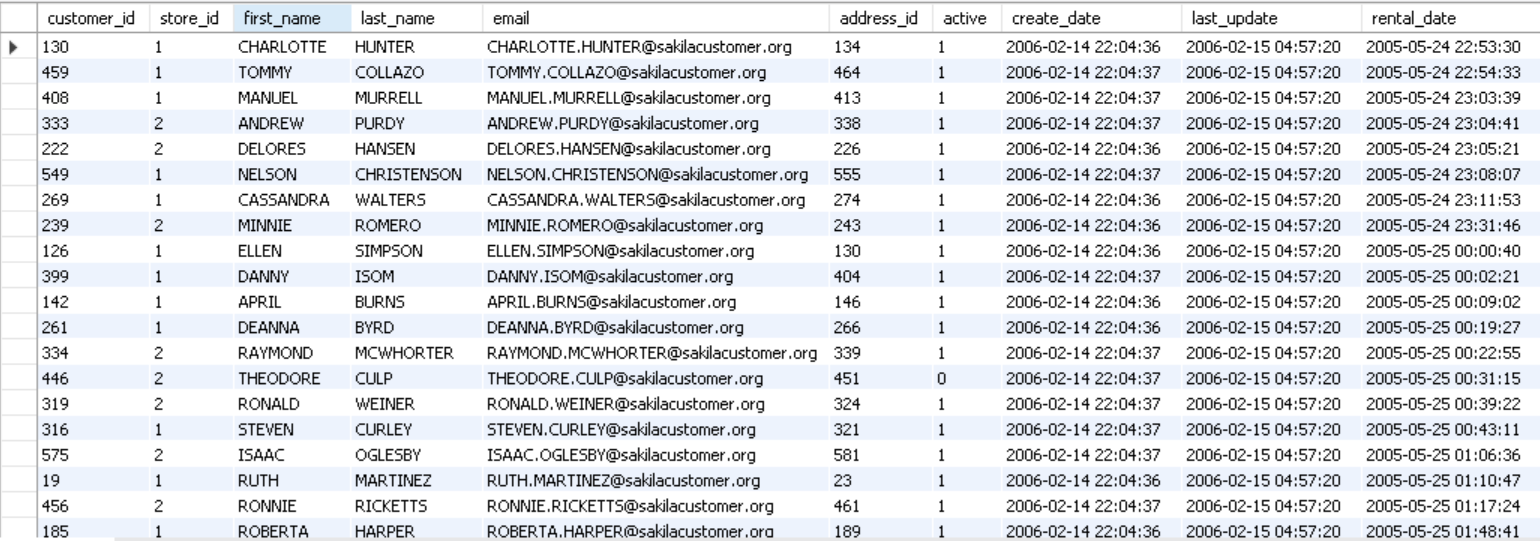 customer_id store_id first_name last_name email address_id active create_date last_update rental_date
130 1 CHARLOTTE HUNTER CHARLOTTE.HUNTER@sakilacustomer.org 134 1 2006-02-14 22:04:36 2006-02-15 04:57:20 2005-05-24 22:53:30
459 1 TOMMY COLLAZO TOMMY.COLLAZO@sakilacustomer.org 464 1 2006-02-14 22:04:37 2006-02-15 04:57:20 2005-05-24 22:54:33
408 1 MANUEL MURRELL MANUEL.MURRELL@sakilacustomer.org 413 1 2006-02-14 22:04:37 2006-02-15 04:57:20 2005-05-24 23:03:39
333 2 ANDREW PURDY ANDREW.PURDY@sakilacustomer.org 338 1 2006-02-14 22:04:37 2006-02-15 04:57:20 2005-05-24 23:04:41
222 2 DELORES HANSEN DELORES.HANSEN@sakilacustomer.org 226 1 2006-02-14 22:04:36 2006-02-15 04:57:20 2005-05-24 23:05:21
549 1 NELSON CHRISTENSON NELSON.CHRISTENSON@sakilacustomer.org 555 1 2006-02-14 22:04:37 2006-02-15 04:57:20 2005-05-24 23:08:07
269 1 CASSANDRA WALTERS CASSANDRA.WALTERS@sakilacustomer.org 274 1 2006-02-14 22:04:36 2006-02-15 04:57:20 2005-05-24 23:11:53
239 2 MINNIE ROMERO MINNIE.ROMERO@sakilacustomer.org 243 1 2006-02-14 22:04:36 2006-02-15 04:57:20 2005-05-24 23:31:46
126 1 ELLEN SIMPSON ELLEN.SIMPSON@sakilacustomer.org 130 1 2006-02-14 22:04:36 2006-02-15 04:57:20 2005-05-25 00:00:40
399 1 DANNY ISOM DANNY.ISOM@sakilacustomer.org 404 1 2006-02-14 22:04:37 2006-02-15 04:57:20 2005-05-25 00:02:21
142 1 APRIL BURNS APRIL.BURNS@sakilacustomer.org 146 1 2006-02-14 22:04:36 2006-02-15 04:57:20 2005-05-25 00:09:02
261 1 DEANNA BYRD DEANNA.BYRD@sakilacustomer.org 266 1 2006-02-14 22:04:36 2006-02-15 04:57:20 2005-05-25 00:19:27
334 2 RAYMOND MCWHORTER RAYMOND.MCWHORTER@sakilacustomer.org 339 1 2006-02-14 22:04:37 2006-02-15 04:57:20 2005-05-25 00:22:55
446 2 THEODORE CULP THEODORE.CULP@sakilacustomer.org 451 0 2006-02-14 22:04:37 2006-02-15 04:57:20 2005-05-25 00:31:15
319 2 RONALD WEINER RONALD.WEINER@sakilacustomer.org 324 1 2006-02-14 22:04:37 2006-02-15 04:57:20 2005-05-25 00:39:22
316 1 STEVEN CURLEY STEVEN.CURLEY@sakilacustomer.org 321 1 2006-02-14 22:04:37 2006-02-15 04:57:20 2005-05-25 00:43:11
575 2 ISAAC OGLESBY ISAAC.OGLESBY@sakilacustomer.org 581 1 2006-02-14 22:04:37 2006-02-15 04:57:20 2005-05-25 01:06:36
19 1 RUTH MARTINEZ RUTH.MARTINEZ@sakilacustomer.org 23 1 2006-02-14 22:04:36 2006-02-15 04:57:20 2005-05-25 01:10:47
456 2 RONNIE RICKETTS RONNIE.RICKETTS@sakilacustomer.org 461 1 2006-02-14 22:04:37 2006-02-15 04:57:20 2005-05-25 01:17:24
185 1 ROBERTA HARPER ROBERTA.HARPER@sakilacustomer.org 189 1 2006-02-14 22:04:36 2006-02-15 04:57:20 2005-05-25 01:48:41